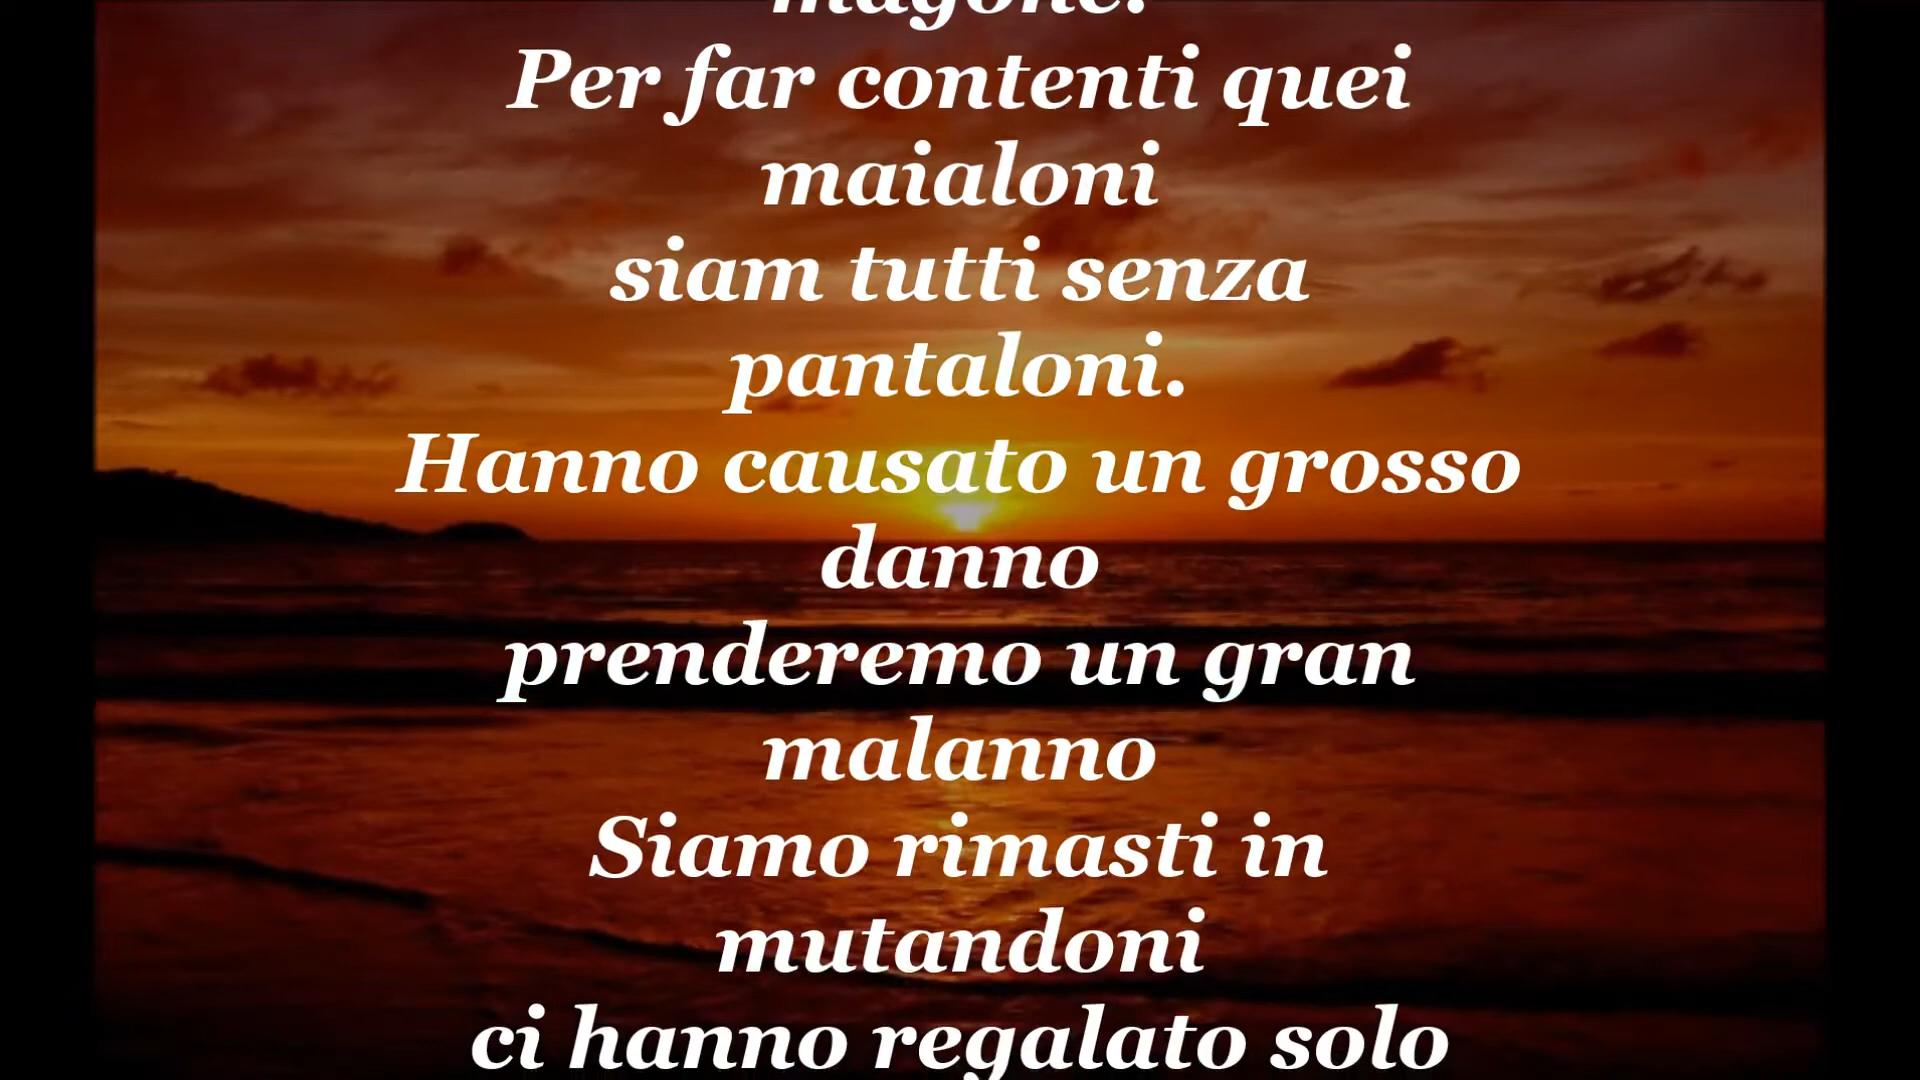 magone.
Per far contenti quei
maialoni
siam tutti senza
pantaloni.
Hanno causato un grosso
danno
prenderemo un gran
malanno
Siamo rimasti in
mutandoni
ci hanno regalato solo